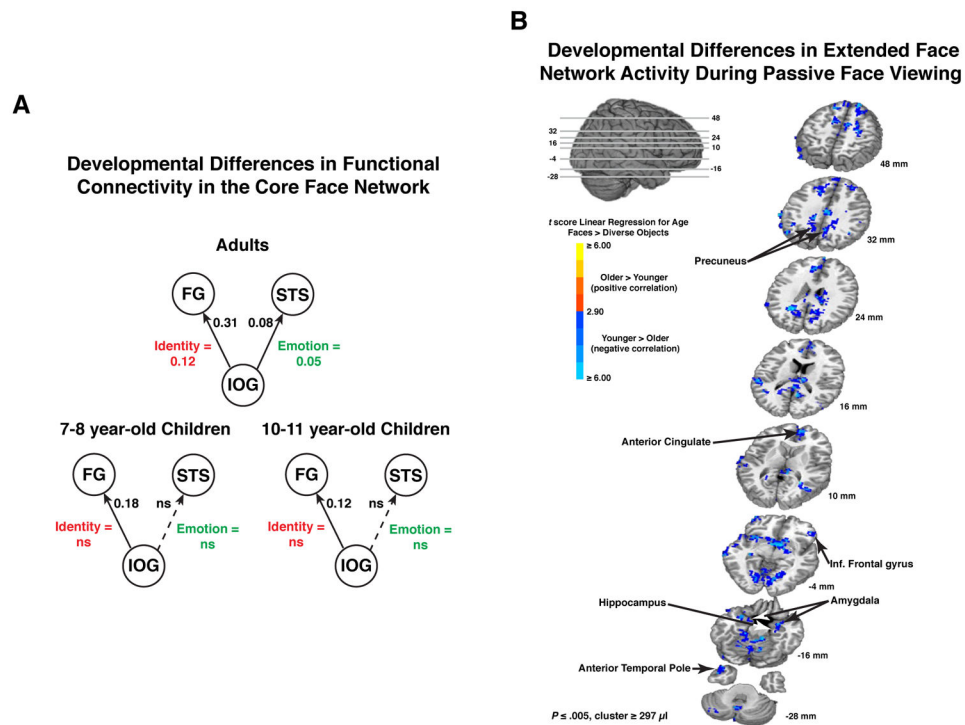 A
Developmental Differences in Functional
Connectivity in the Core Face Network
Adults
FG
STS
0.31
0.08
Identity =
0.12
Emotion =
0.05
IOG
7-8 year-old Children
FG
STS
0.18
ns
Identity =
ns
Emotion =
ns
IOG
10-11 year-old Children
FG
STS
0.12
ns
Identity =
ns
Emotion =
ns
IOG
B
Developmental Differences in Extended Face
Network Activity During Passive Face Viewing
48
32
24
16
10
-4
-16
-28
t score Linear Regression for Age
Faces > Diverse Objects
≥ 6.00
Older > Younger
(positive correlation)
2.90
Younger > Older
(negative correlation)
≥ 6.00
48 mm
Precuneus
32 mm
24 mm
16 mm
Anterior Cingulate
10 mm
Inf. Frontal gyrus
-4 mm
Hippocampus
Amygdala
-16 mm
Anterior Temporal Pole
-28 mm
P ≤ .005, cluster ≥ 297 µl